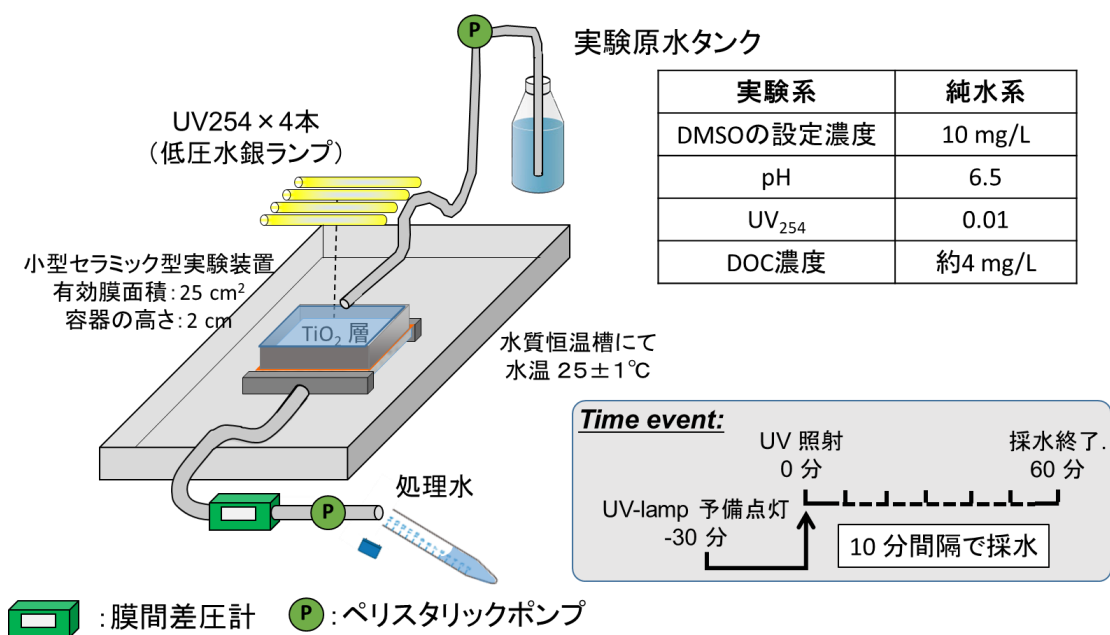 P
実験原水タンク
UV254×4本
(低圧水銀ランプ)
実験系 純水系
DMSOの設定濃度 10 mg/L
pH 6.5
UV254 0.01
DOC濃度 約4 mg/L
小型セラミック型実験装置
有効膜面積:25 cm2
容器の高さ:2 cm
TiO2 層
水質恒温槽にて
水温 25±1℃
処理水
P
Time event:
UV 照射
0 分
採水終了.
60 分
UV-lamp 予備点灯
-30 分
10 分間隔で採水
:膜間差圧計
P :ペリスタリックポンプ